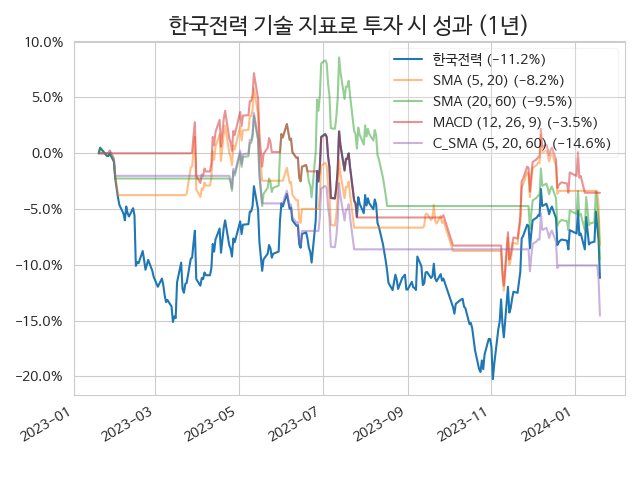 한국전력 기술 지표로 투자 시 성과 (1년)
10.0%
5.0%
0.0%
−5.0%
−10.0%
−15.0%
−20.0%
한국전력 (−11.2%)
SMA (5, 20) (−8.2%)
SMA (20, 60) (−9.5%)
MACD (12, 26, 9) (−3.5%)
C_SMA (5, 20, 60) (−14.6%)
2023−01
2023−03
2023−05
2023−07
2023−09
2023−11
2024−01